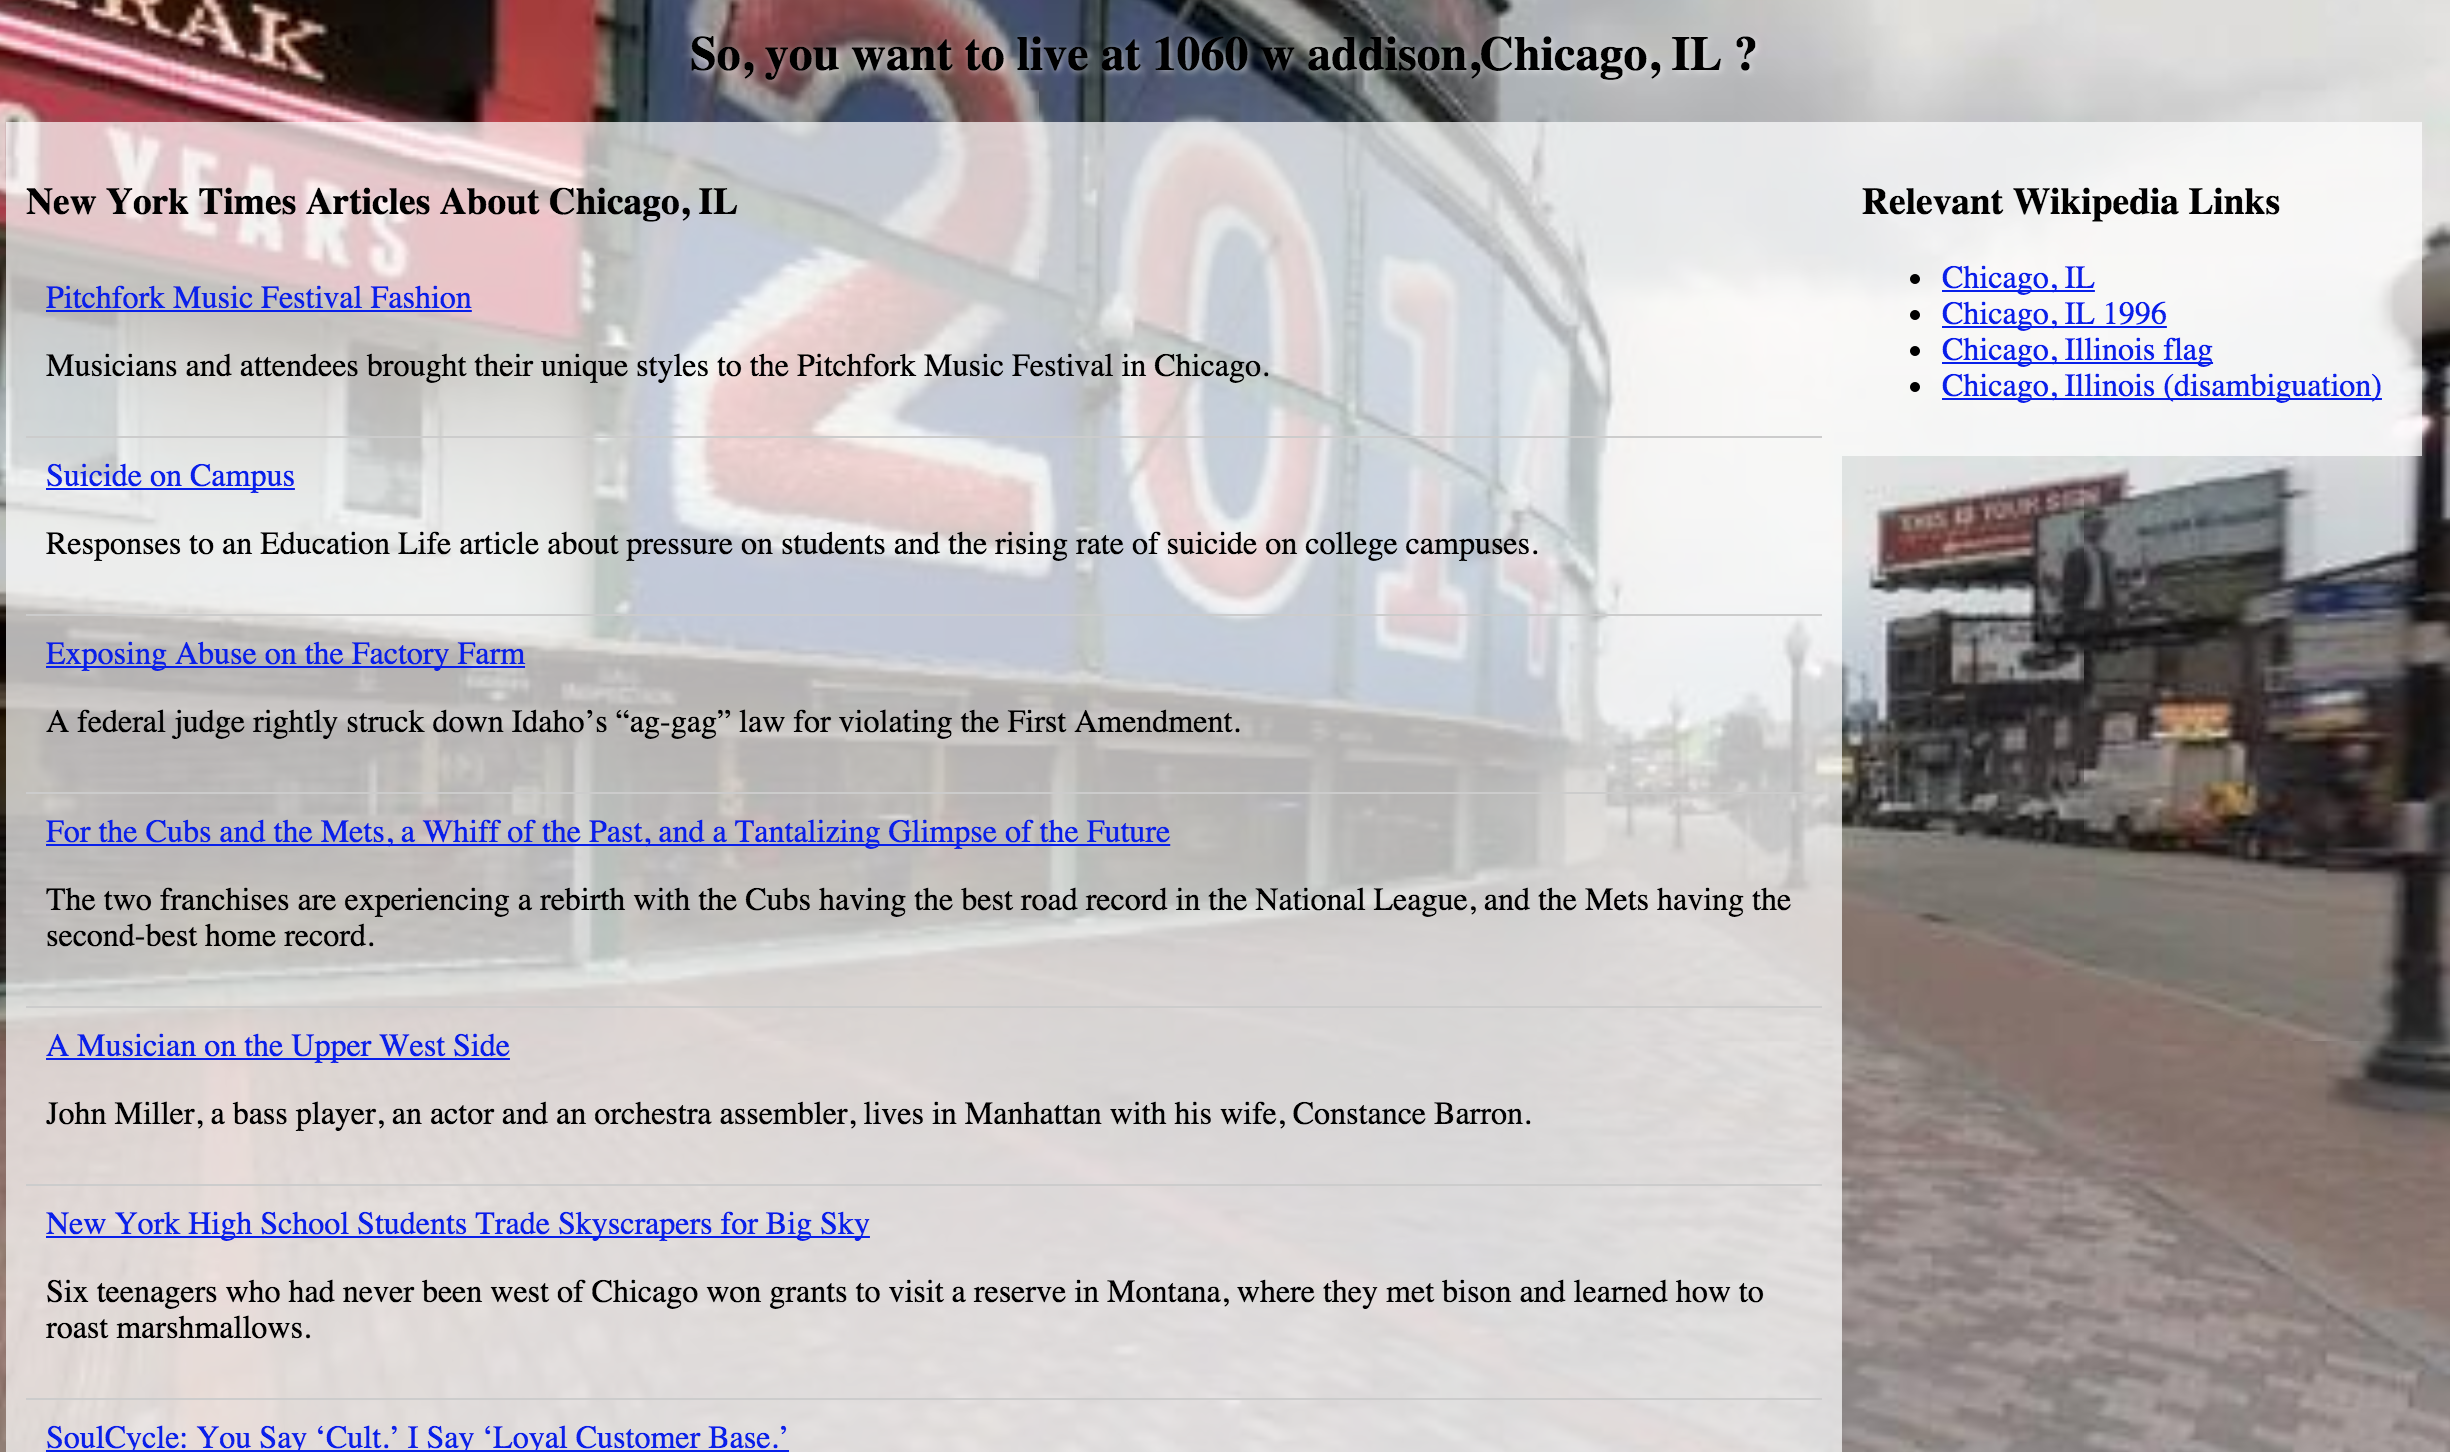 So, you want to live at 1060 w addison,Chicago, IL ?
YEARS
2014
New York Times Articles About Chicago, IL
Pitchfork Music Festival Fashion
Musicians and attendees brought their unique styles to the Pitchfork Music Festival in Chicago.
Suicide on Campus
Responses to an Education Life article about pressure on students and the rising rate of suicide on college campuses.
Exposing Abuse on the Factory Farm
A federal judge rightly struck down Idaho’s “ag-gag” law for violating the First Amendment.
For the Cubs and the Mets, a Whiff of the Past, and a Tantalizing Glimpse of the Future
The two franchises are experiencing a rebirth with the Cubs having the best road record in the National League, and the Mets having the
second-best home record.
A Musician on the Upper West Side
John Miller, a bass player, an actor and an orchestra assembler, lives in Manhattan with his wife, Constance Barron.
New York High School Students Trade Skyscrapers for Big Sky
Six teenagers who had never been west of Chicago won grants to visit a reserve in Montana, where they met bison and learned how to
roast marshmallows.
SoulCycle: You Say ‘Cult.’ I Say ‘Loyal Customer Base.’
Relevant Wikipedia Links
Chicago, IL
Chicago, IL 1996
Chicago, Illinois flag
Chicago, Illinois (disambiguation)
THIS IS YOUR SIGN